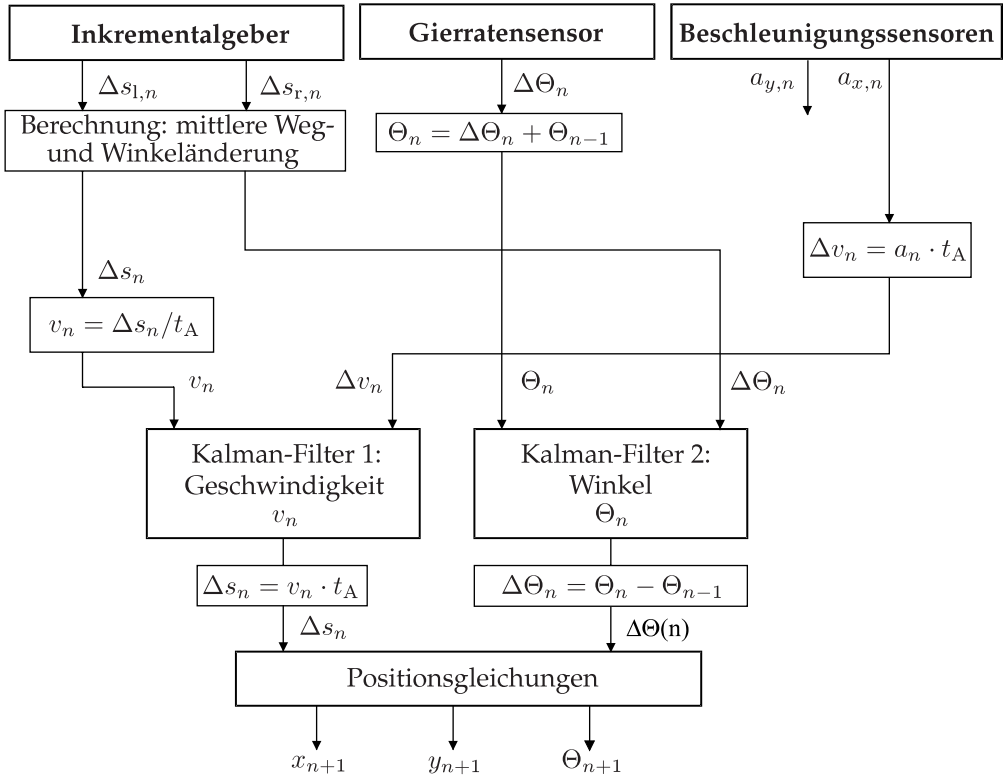 Inkrementalgeber
Gierratensensor
Beschleunigungssensoren
Δs_{l,n}
Δs_{r,n}
ΔΘ_n
a_{y,n}
a_{x,n}
Berechnung: mittlere Weg-
und Winkeländerung
Θ_n = ΔΘ_n + Θ_{n−1}
Δv_n = a_n · t_A
Δs_n
v_n = Δs_n/t_A
v_n
Δv_n
Θ_n
ΔΘ_n
Kalman-Filter 1:
Geschwindigkeit
v_n
Kalman-Filter 2:
Winkel
Θ_n
Δs_n = v_n · t_A
ΔΘ_n = Θ_n − Θ_{n−1}
Δs_n
ΔΘ(n)
Positionsgleichungen
x_{n+1}
y_{n+1}
Θ_{n+1}